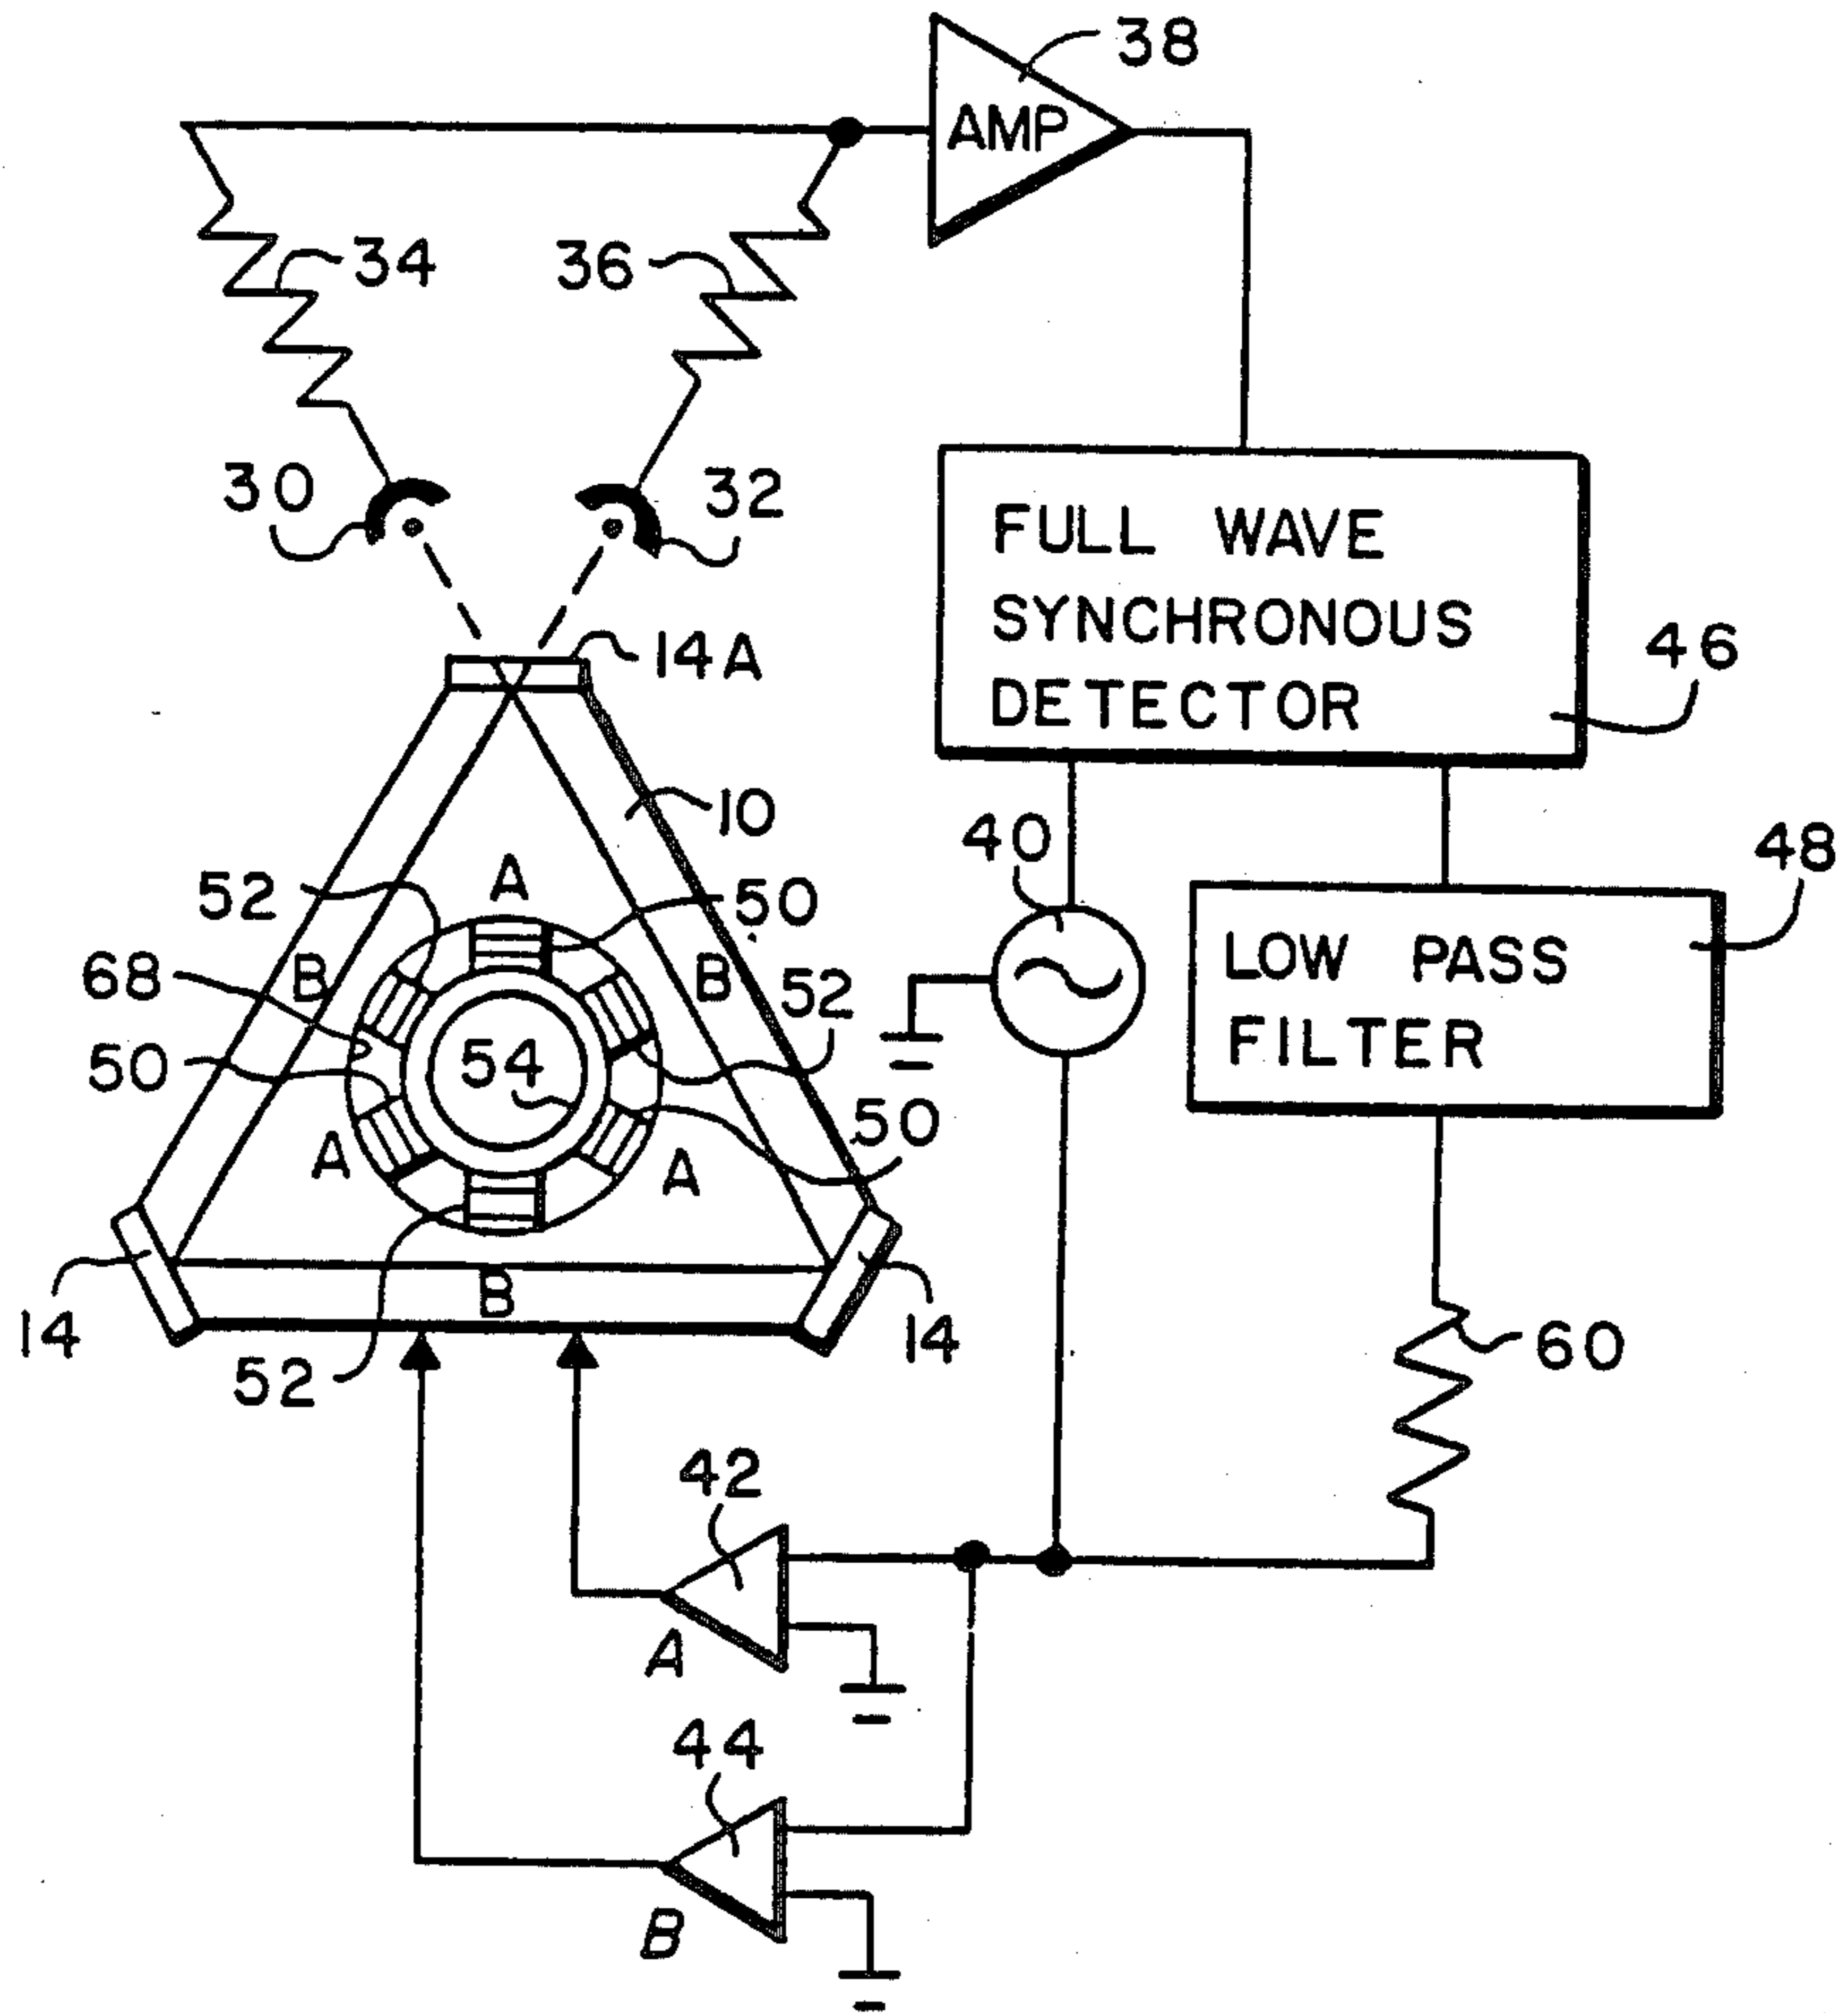 38
AMP
34
36
30
32
FULL WAVE
SYNCHRONOUS
DETECTOR
46
14A
10
40
48
52
A
50
LOW PASS
FILTER
68
B
B
52
50
54
50
A
A
14
B
14
52
60
42
A
44
B